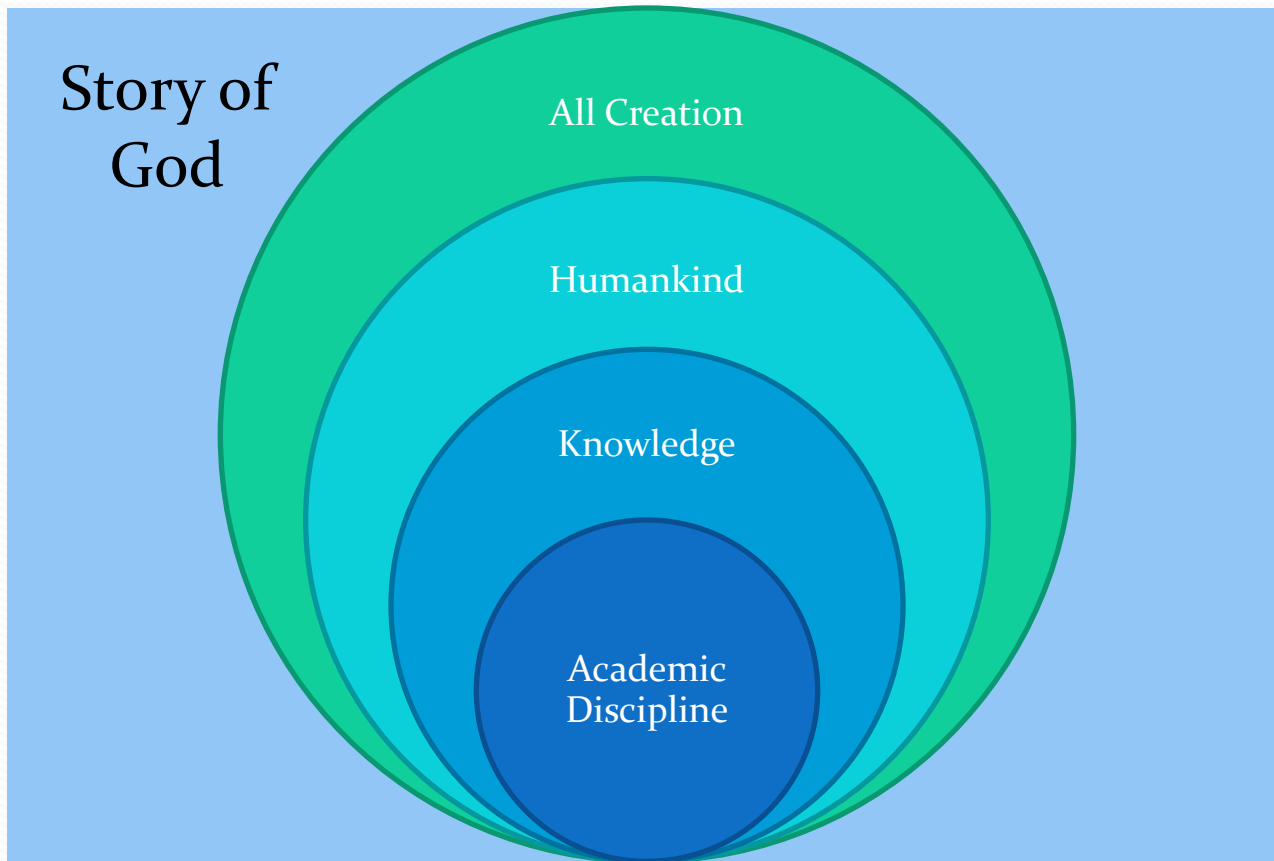 Story of
God
All Creation
Humankind
Knowledge
Academic
Discipline